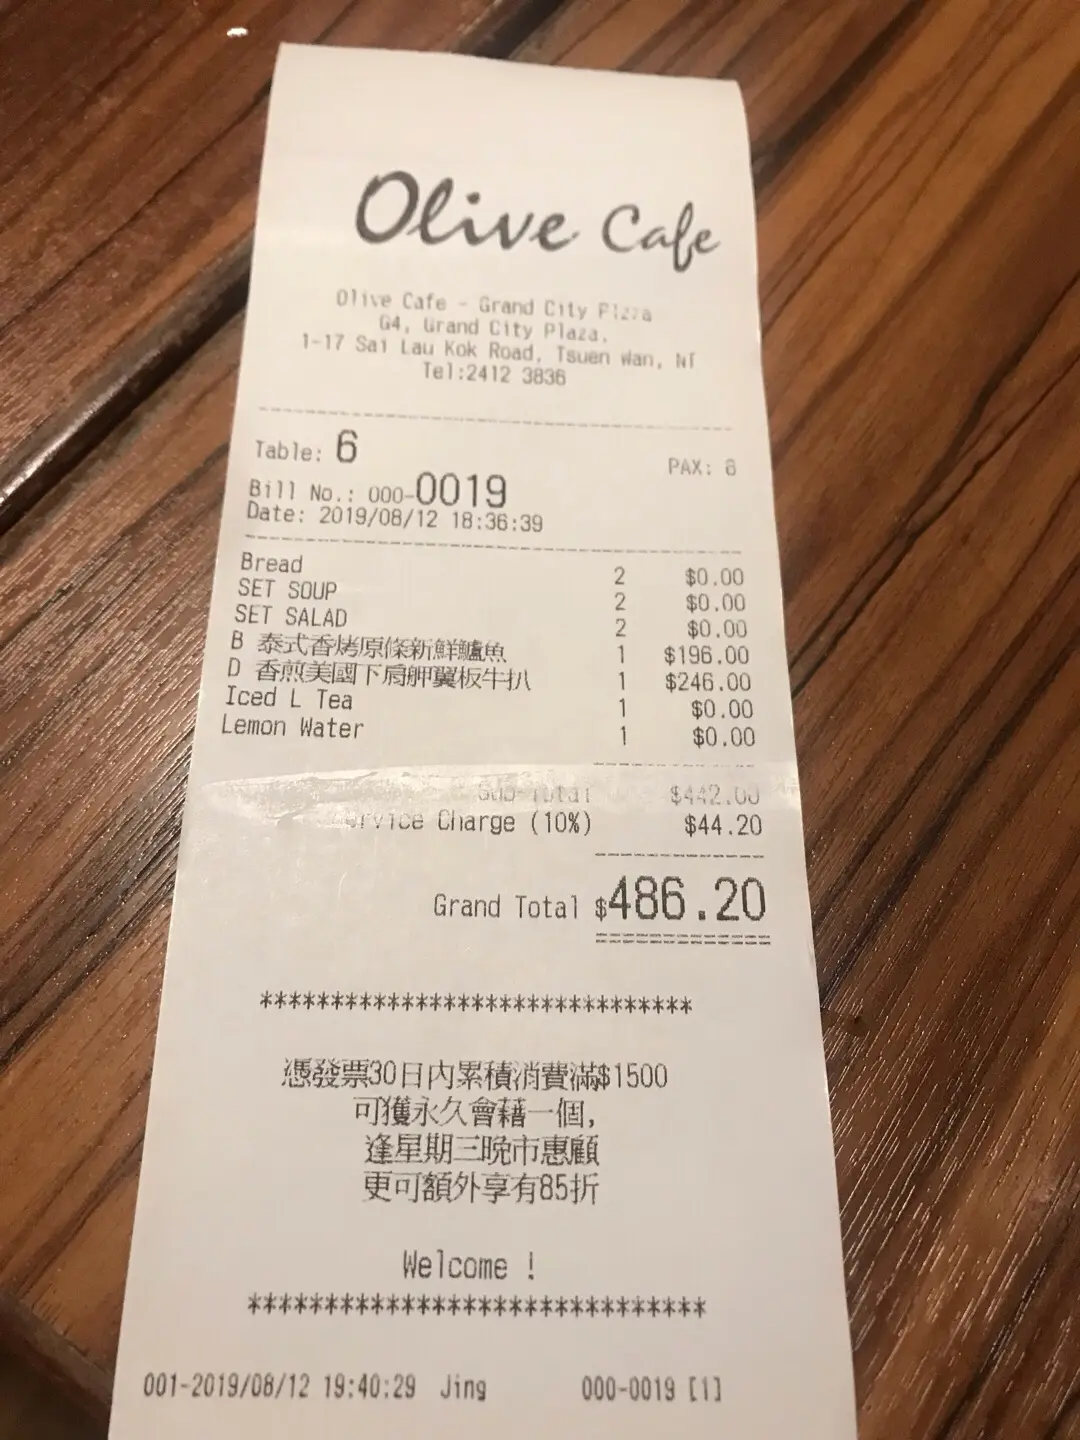 Olive Cafe
Olive Cafe - Grand City Plaza
G4, Grand City Plaza,
1-17 Sai Lau Kok Road, Tsuen Wan, NT
Tel:2412 3836
Table: 6
PAX: 6
Bill No.: 000-0019
Date: 2019/08/12 18:36:39
Bread 2 $0.00
SET SOUP 2 $0.00
SET SALAD 2 $0.00
B 泰式香烤原條新鮮鱸魚 1 $196.00
D 香煎美國下肩胛翼板牛扒 1 $246.00
Iced L Tea 1 $0.00
Lemon Water 1 $0.00
Sub-Total $442.00
Service Charge (10%) $44.20
Grand Total $486.20
*******************************
憑發票30日內累積消費滿$1500
可獲永久會藉一個,
逢星期三晚市惠顧
更可額外享有85折
Welcome !
*******************************
001-2019/08/12 19:40:29 Jing 000-0019 [1]